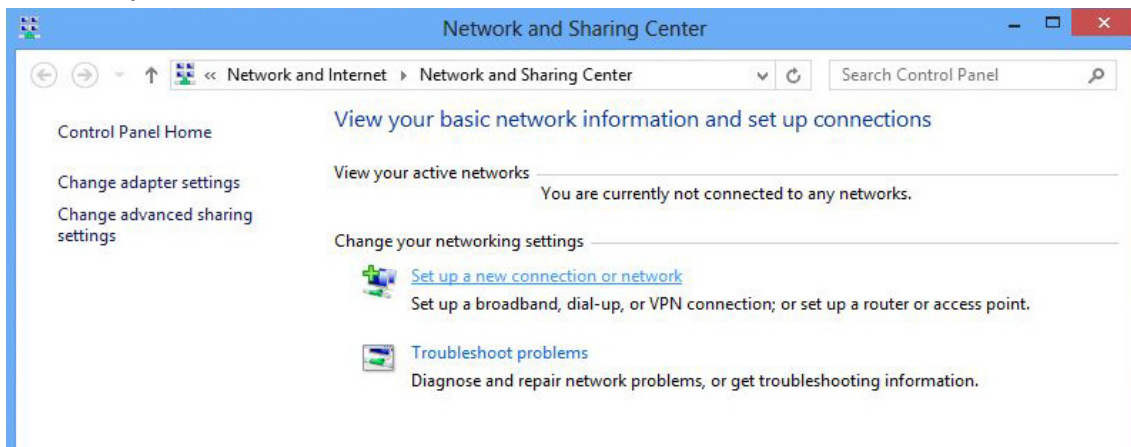 Network and Sharing Center
« Network and Internet ▸ Network and Sharing Center
Search Control Panel
Control Panel Home
Change adapter settings
Change advanced sharing
settings
View your basic network information and set up connections
View your active networks
You are currently not connected to any networks.
Change your networking settings
Set up a new connection or network
Set up a broadband, dial-up, or VPN connection; or set up a router or access point.
Troubleshoot problems
Diagnose and repair network problems, or get troubleshooting information.